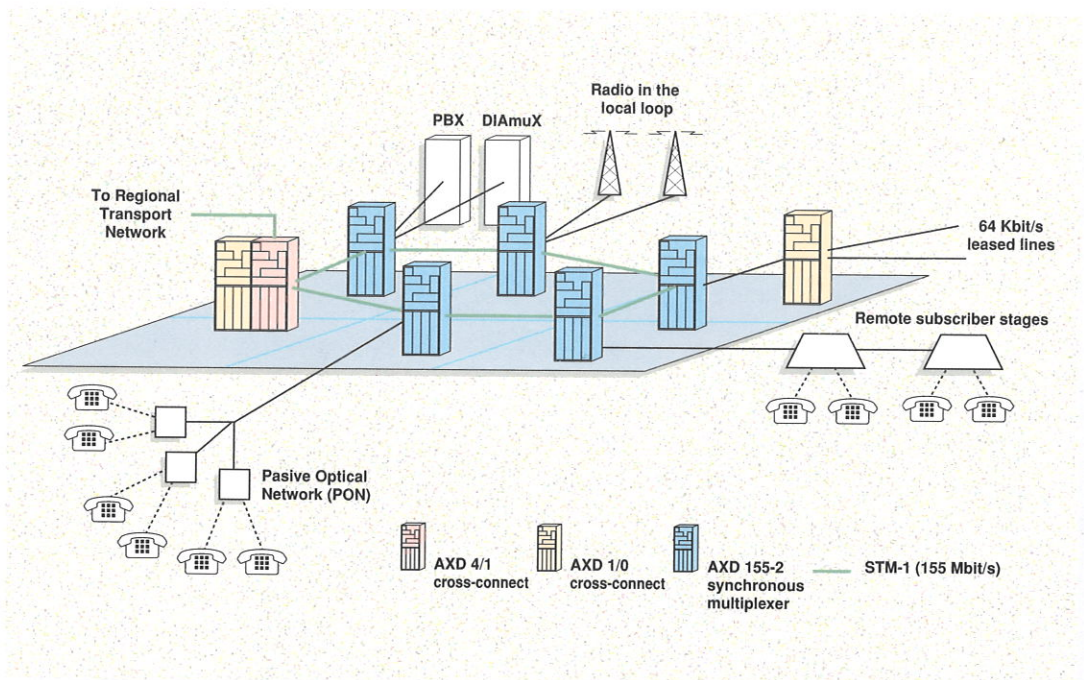 Radio in the
local loop
PBX DIAmuX
To Regional
Transport
Network
64 Kbit/s
leased lines
Remote subscriber stages
Pasive Optical
Network (PON)
AXD 4/1
cross-connect
AXD 1/0
cross-connect
AXD 155-2
synchronous
multiplexer
STM-1 (155 Mbit/s)